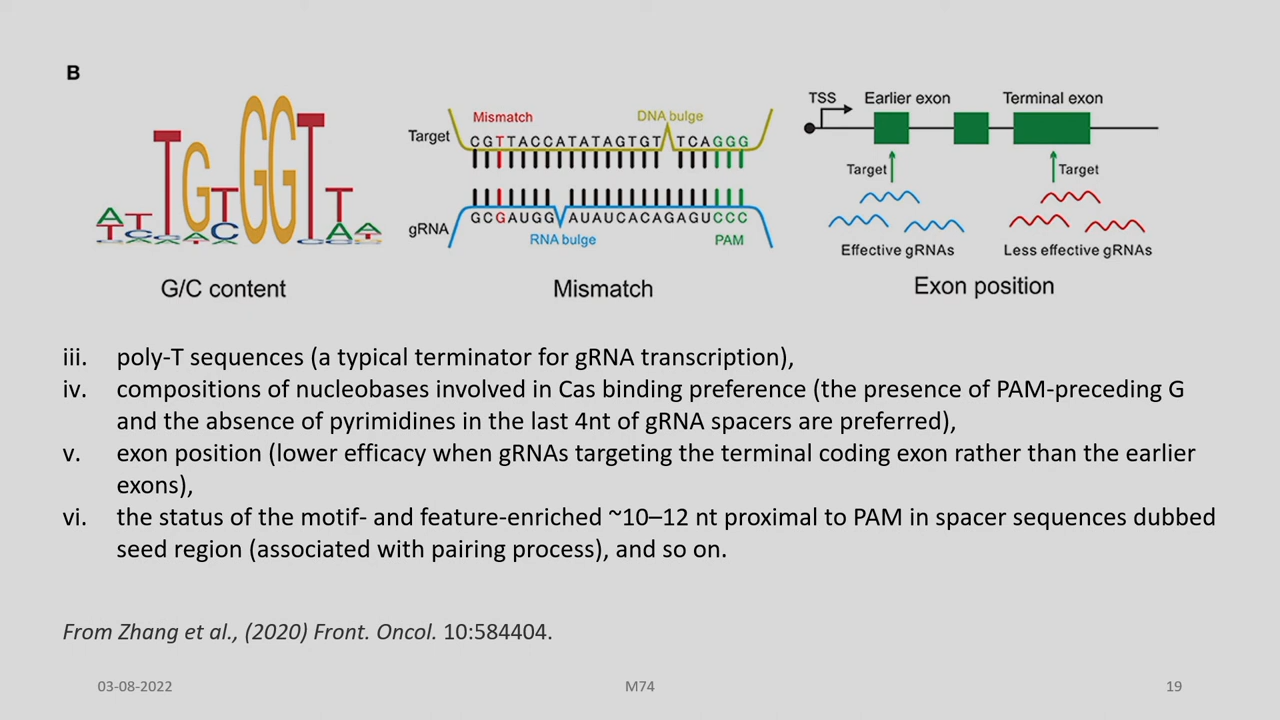 B
TGTGGTT
Mismatch
DNA bulge
Target
CGTTACCATATAGTGT TCAGGG
gRNA
GCGAUGG AUAUCACAGAGUCCC
RNA bulge
PAM
TSS
Earlier exon
Terminal exon
Target
Target
Effective gRNAs
Less effective gRNAs
G/C content
Mismatch
Exon position
iii. poly-T sequences (a typical terminator for gRNA transcription),
iv. compositions of nucleobases involved in Cas binding preference (the presence of PAM-preceding G
and the absence of pyrimidines in the last 4nt of gRNA spacers are preferred),
v. exon position (lower efficacy when gRNAs targeting the terminal coding exon rather than the earlier
exons),
vi. the status of the motif- and feature-enriched ~10–12 nt proximal to PAM in spacer sequences dubbed
seed region (associated with pairing process), and so on.
From Zhang et al., (2020) Front. Oncol. 10:584404.
03-08-2022
M74
19